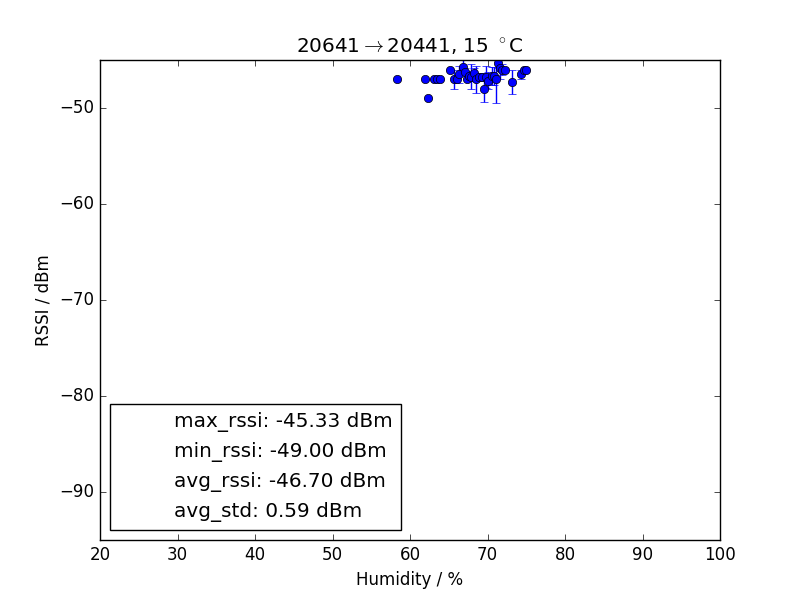 20641→20441, 15 °C
RSSI / dBm
−50
−60
−70
−80
−90
max_rssi: -45.33 dBm
min_rssi: -49.00 dBm
avg_rssi: -46.70 dBm
avg_std: 0.59 dBm
20 30 40 50 60 70 80 90 100
Humidity / %